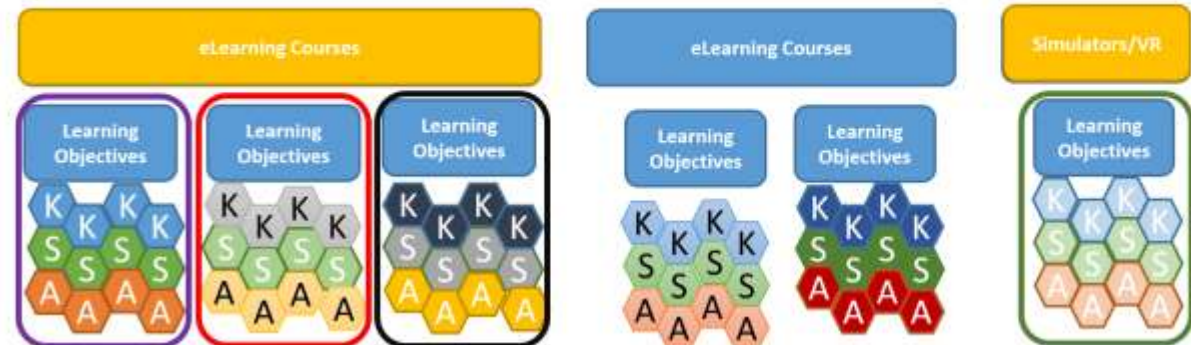 eLearning Courses
eLearning Courses
Simulators/VR
Learning
Objectives
K K K K
S S S S
A A A A
Learning
Objectives
K K K K
S S S S
A A A A
Learning
Objectives
K K K K
S S S S
A A A A
Learning
Objectives
K K K K
S S S S
A A A A
Learning
Objectives
K K K K
S S S S
A A A A
Learning
Objectives
K K K K
S S S S
A A A A